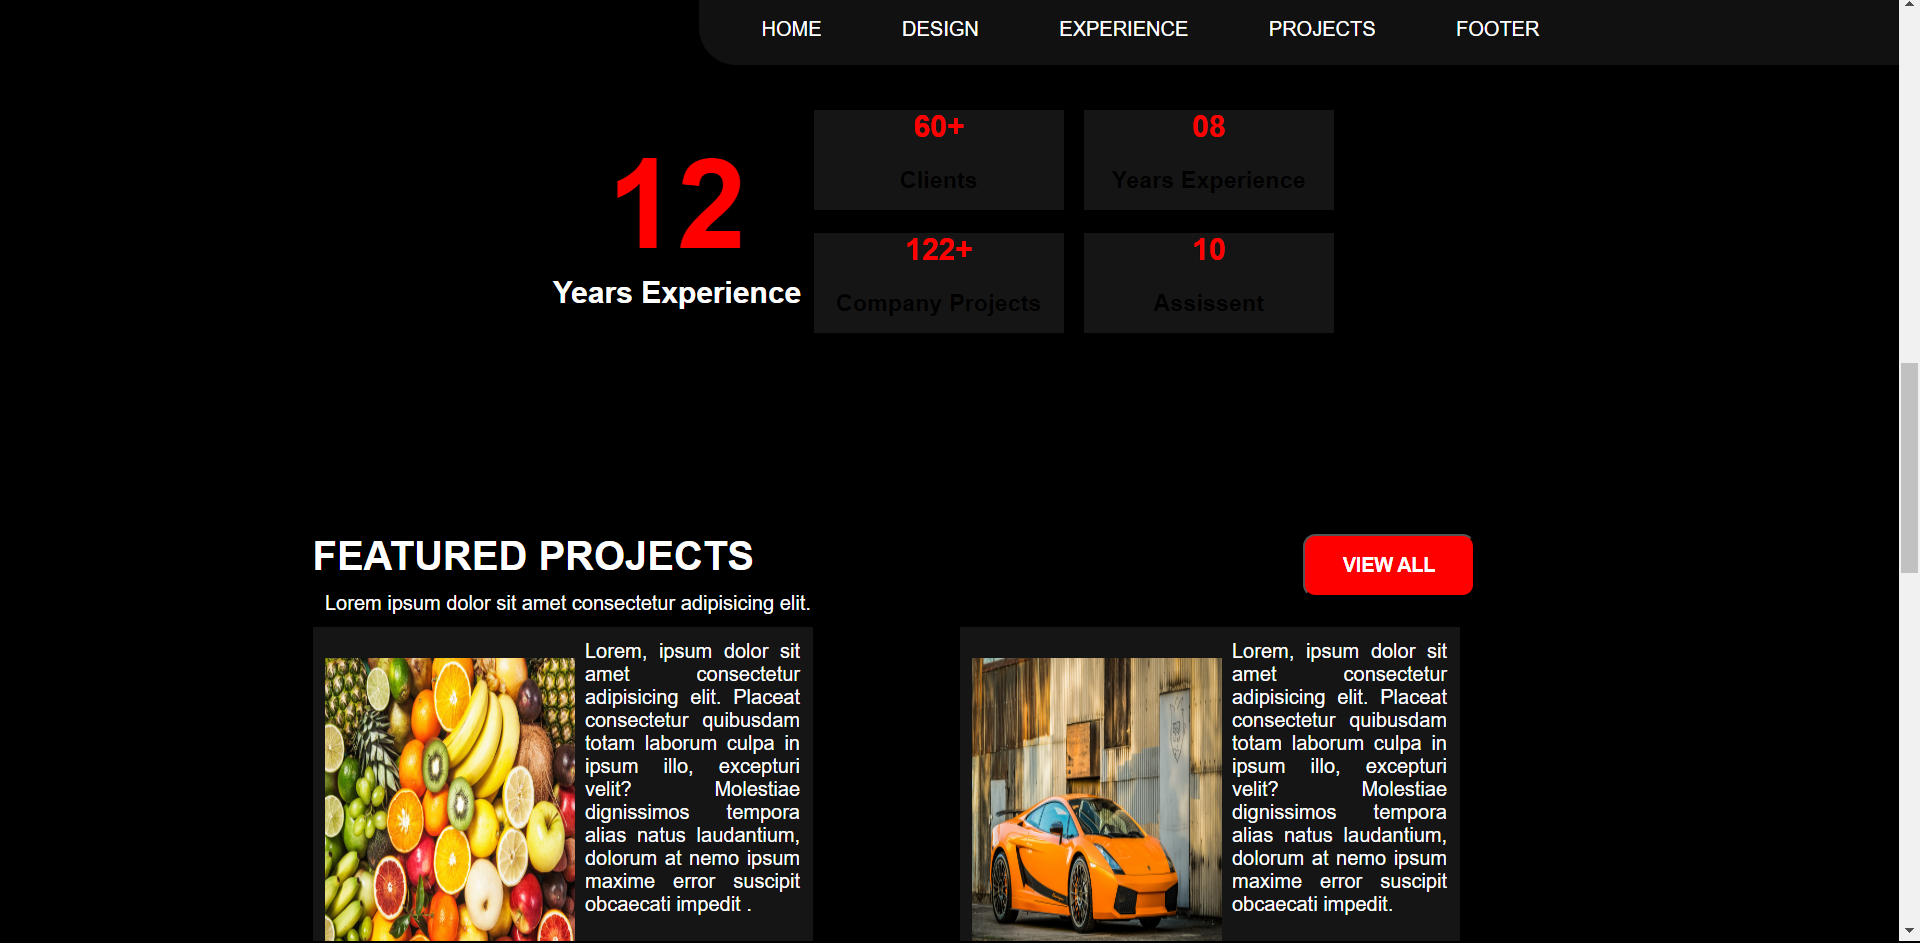 HOME DESIGN EXPERIENCE PROJECTS FOOTER
12
Years Experience
60+
Clients
08
Years Experience
122+
Company Projects
10
Assissent
FEATURED PROJECTS
VIEW ALL
Lorem ipsum dolor sit amet consectetur adipisicing elit.
Lorem, ipsum dolor sit
amet consectetur
adipisicing elit. Placeat
consectetur quibusdam
totam laborum culpa in
ipsum illo, excepturi
velit? Molestiae
dignissimos tempora
alias natus laudantium,
dolorum at nemo ipsum
maxime error suscipit
obcaecati impedit .
Lorem, ipsum dolor sit
amet consectetur
adipisicing elit. Placeat
consectetur quibusdam
totam laborum culpa in
ipsum illo, excepturi
velit? Molestiae
dignissimos tempora
alias natus laudantium,
dolorum at nemo ipsum
maxime error suscipit
obcaecati impedit.